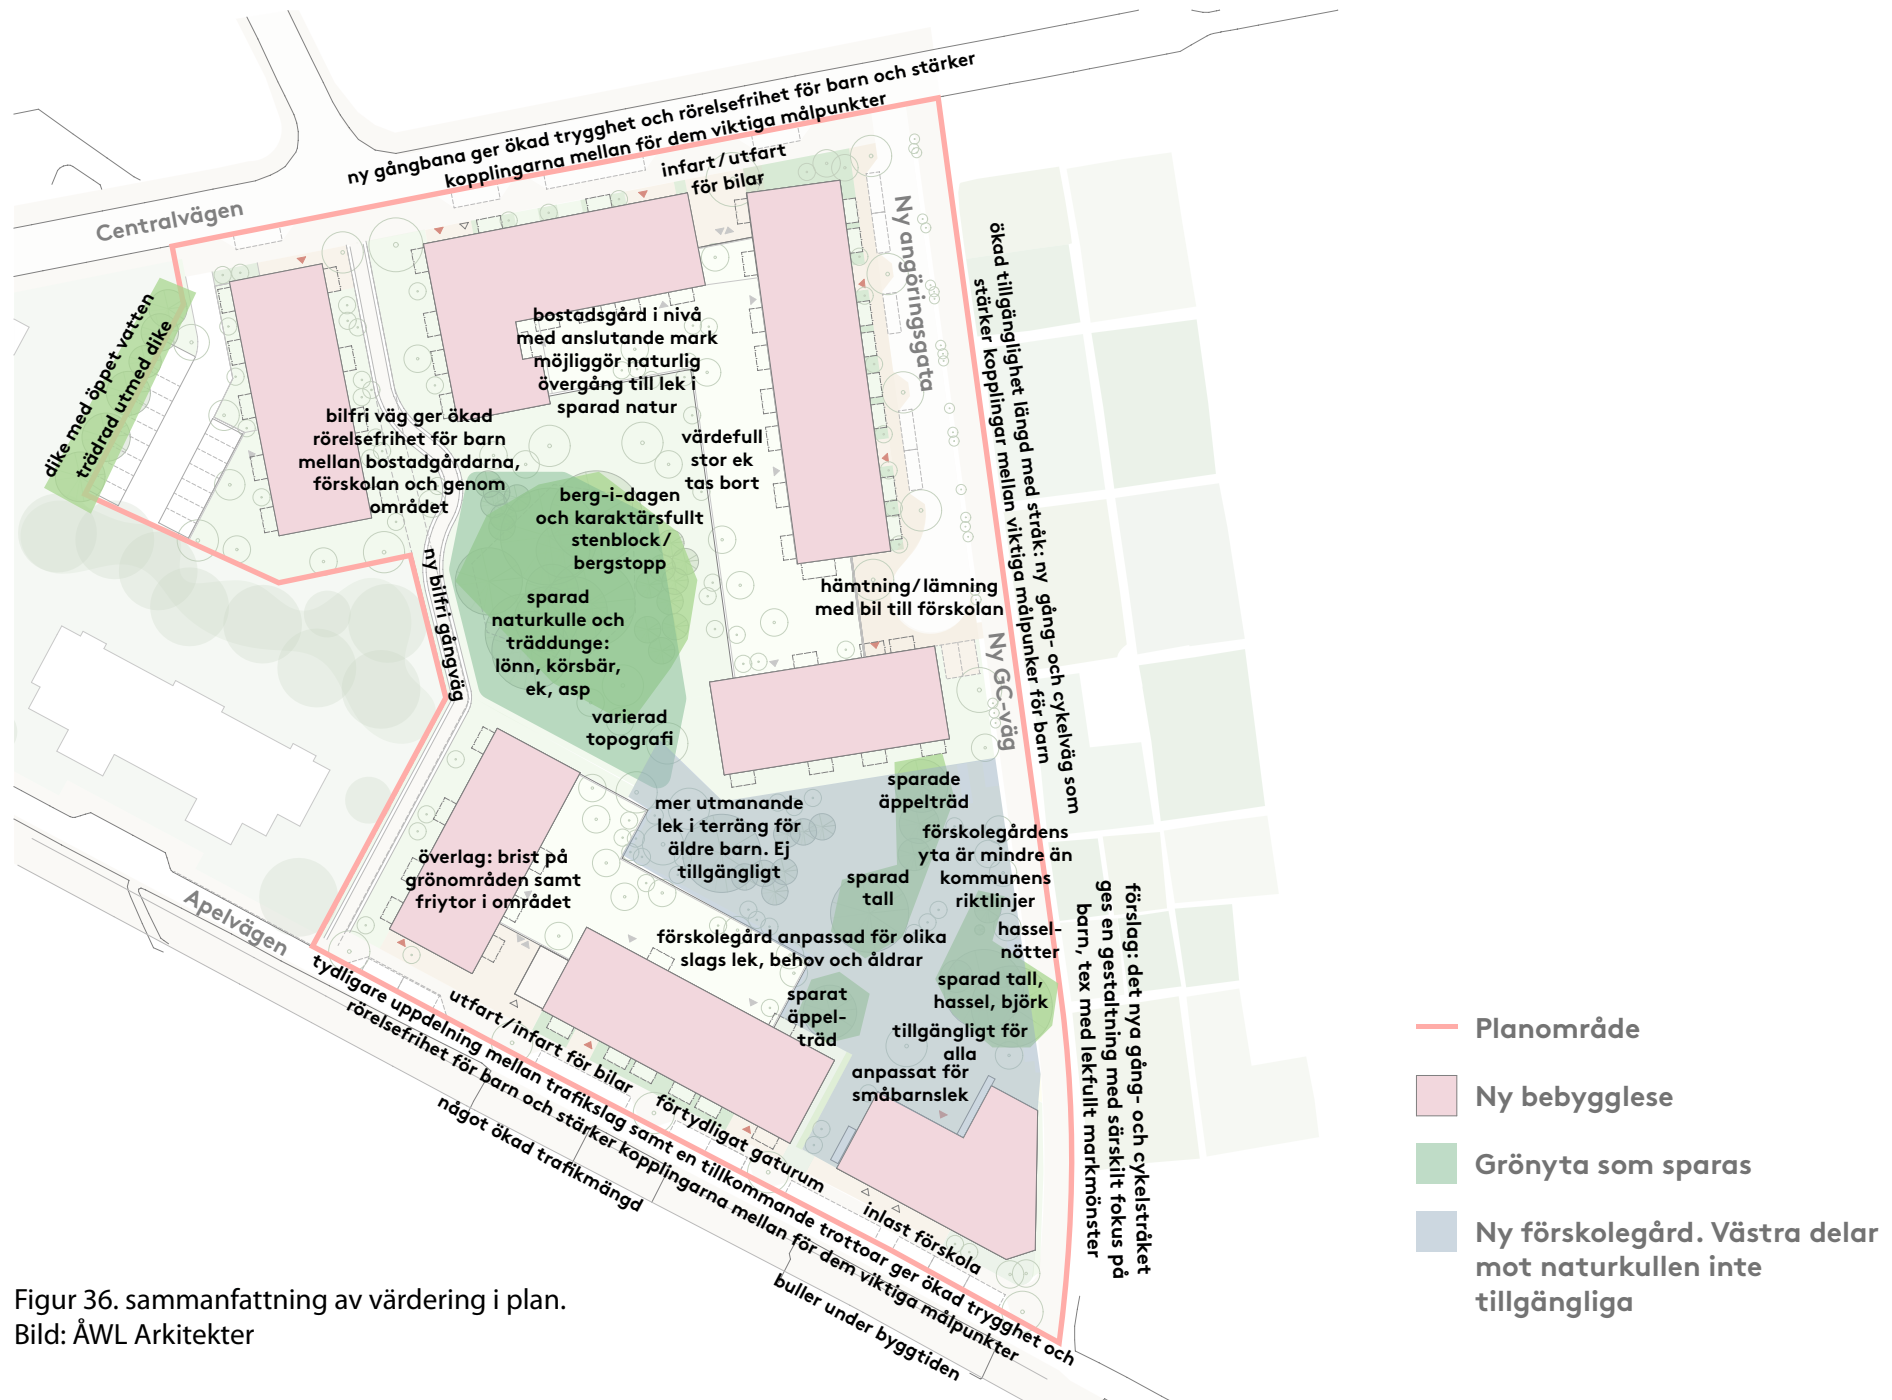 ny gångbana ger ökad trygghet och rörelsefrihet för barn och stärker
kopplingarna mellan för dem viktiga målpunkter
infart/utfart
för bilar
Centralvägen
Ny angöringsgata
dike med öppet vatten
trädrad utmed dike
bostadsgård i nivå
med anslutande mark
möjliggör naturlig
övergång till lek i
sparad natur
ökad tillgänglighet längd med stråk: ny gång- och cykelväg som
stärker kopplingar mellan viktiga målpunker för barn
bilfri väg ger ökad
rörelsefrihet för barn
mellan bostadgårdarna,
förskolan och genom
området
värdefull
stor ek
tas bort
berg-i-dagen
och karaktärsfullt
stenblock/
bergstopp
ny bilfri gångväg
hämtning/lämning
med bil till förskolan
sparad
naturkulle och
träddunge:
lönn, körsbär,
ek, asp
Ny GC-väg
varierad
topografi
sparade
äppelträd
mer utmanande
lek i terräng för
äldre barn. Ej
tillgängligt
förskolegårdens
yta är mindre än
kommunens
riktlinjer
överlag: brist på
grönområden samt
friytor i området
sparad
tall
Apelvägen
förskolegård anpassad för olika
slags lek, behov och åldrar
hassel-
nötter
förslag: det nya gång- och cykelstråket
ges en gestaltning med särskilt fokus på
barn, tex med lekfullt markmönster
sparat
äppel-
träd
sparad tall,
hassel, björk
tillgängligt för
alla
anpassat för
småbarnslek
utfart/infart för bilar
förtydligat gaturum
inlast förskola
tydligare uppdelning mellan trafikslag samt en tillkommande trottoar ger ökad trygghet och
rörelsefrihet för barn och stärker kopplingarna mellan för dem viktiga målpunkter
något ökad trafikmängd
buller under byggtiden
Planområde
Ny bebygglese
Grönyta som sparas
Ny förskolegård. Västra delar
mot naturkullen inte
tillgängliga
Figur 36. sammanfattning av värdering i plan.
Bild: ÅWL Arkitekter